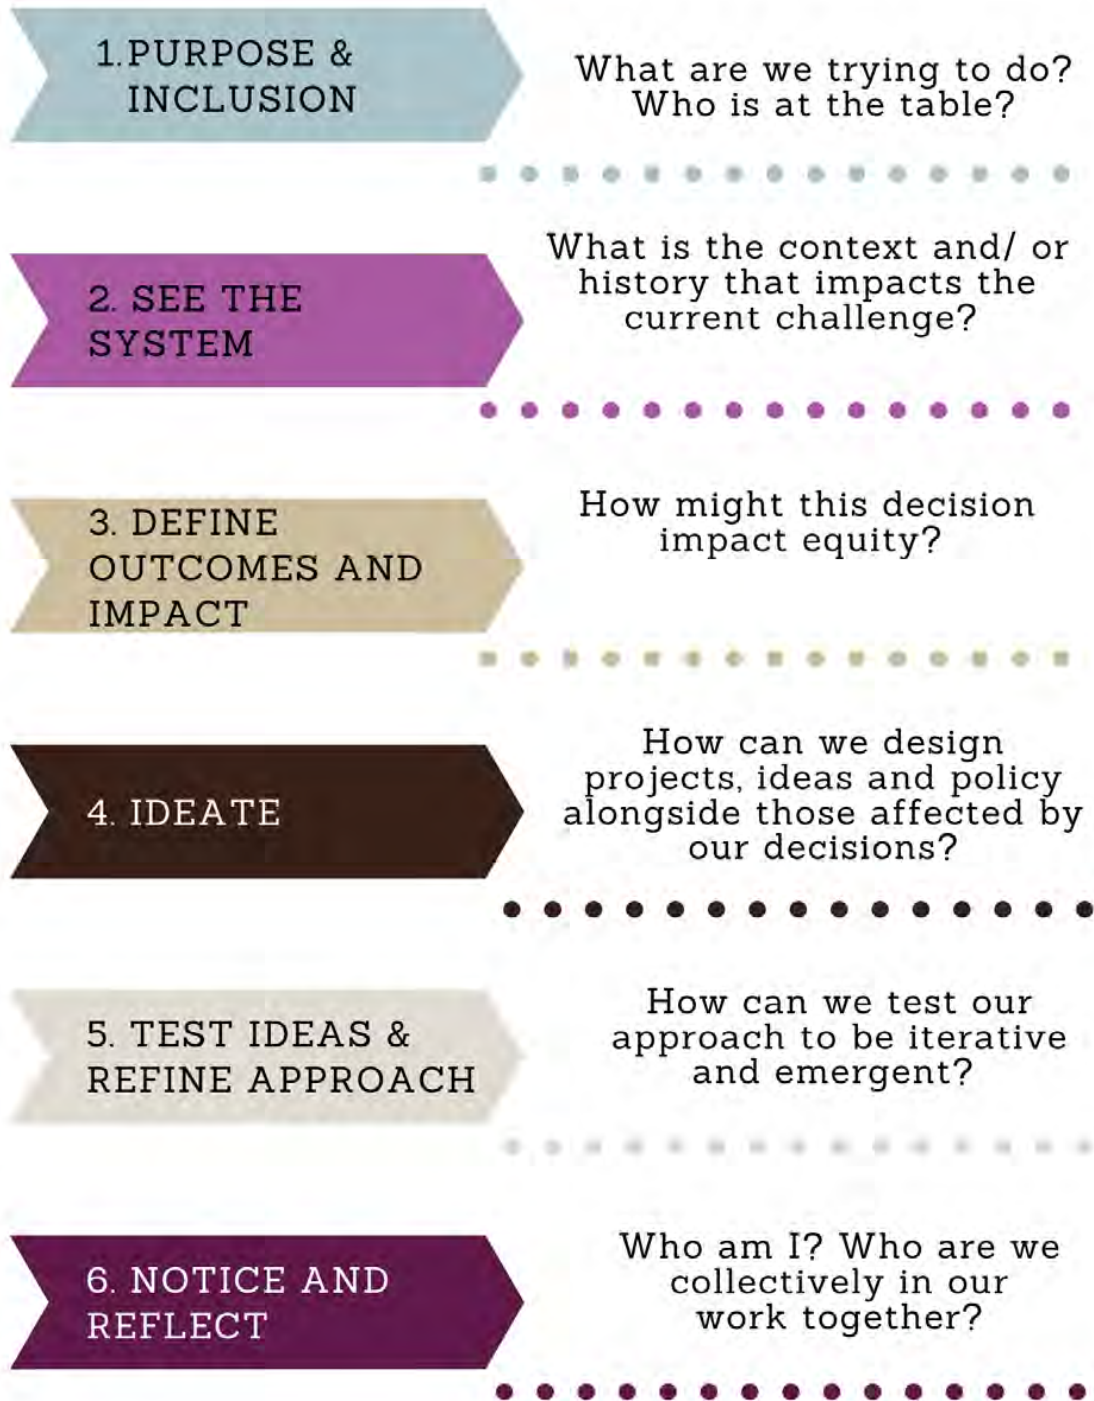 1.PURPOSE &
INCLUSION
What are we trying to do?
Who is at the table?
2. SEE THE
SYSTEM
What is the context and/ or
history that impacts the
current challenge?
3. DEFINE
OUTCOMES AND
IMPACT
How might this decision
impact equity?
4. IDEATE
How can we design
projects, ideas and policy
alongside those affected by
our decisions?
5. TEST IDEAS &
REFINE APPROACH
How can we test our
approach to be iterative
and emergent?
6. NOTICE AND
REFLECT
Who am I? Who are we
collectively in our
work together?